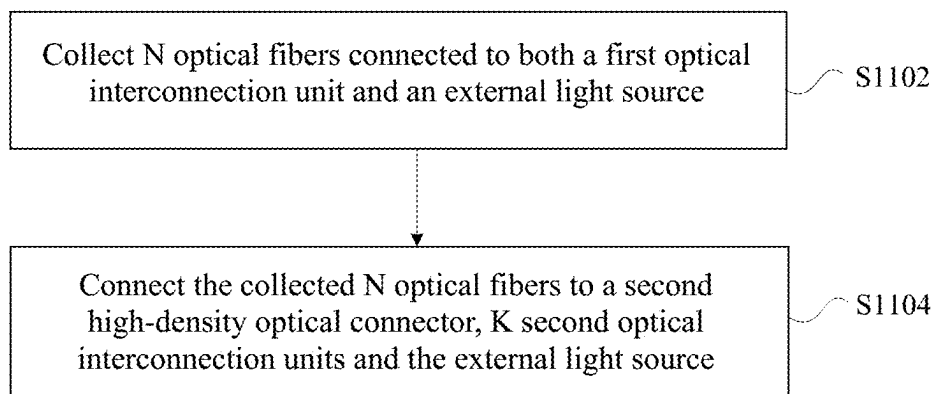 Collect N optical fibers connected to both a first optical
interconnection unit and an external light source
S1102
Connect the collected N optical fibers to a second
high-density optical connector, K second optical
interconnection units and the external light source
S1104